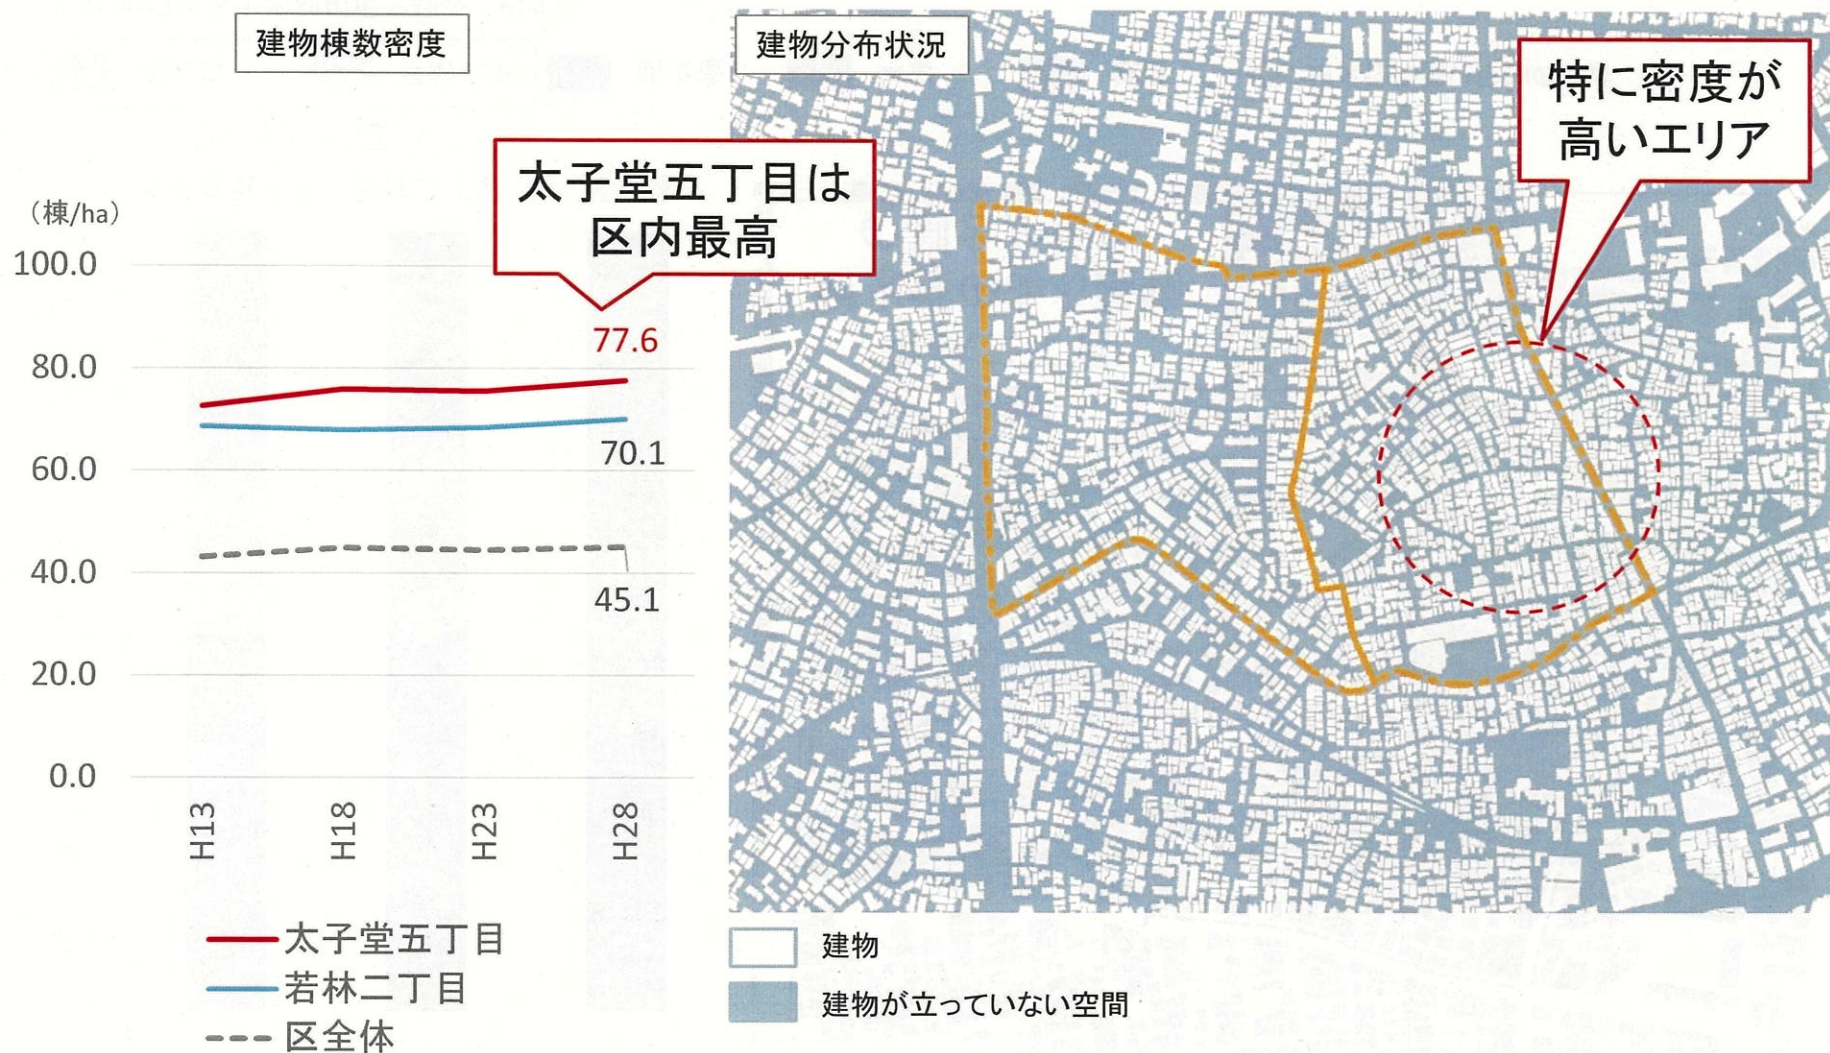 建物棟数密度
太子堂五丁目は
区内最高
（棟/ha）
100.0
80.0
60.0
40.0
20.0
0.0
77.6
70.1
45.1
H13
H18
H23
H28
太子堂五丁目
若林二丁目
区全体
建物分布状況
特に密度が
高いエリア
建物
建物が立っていない空間